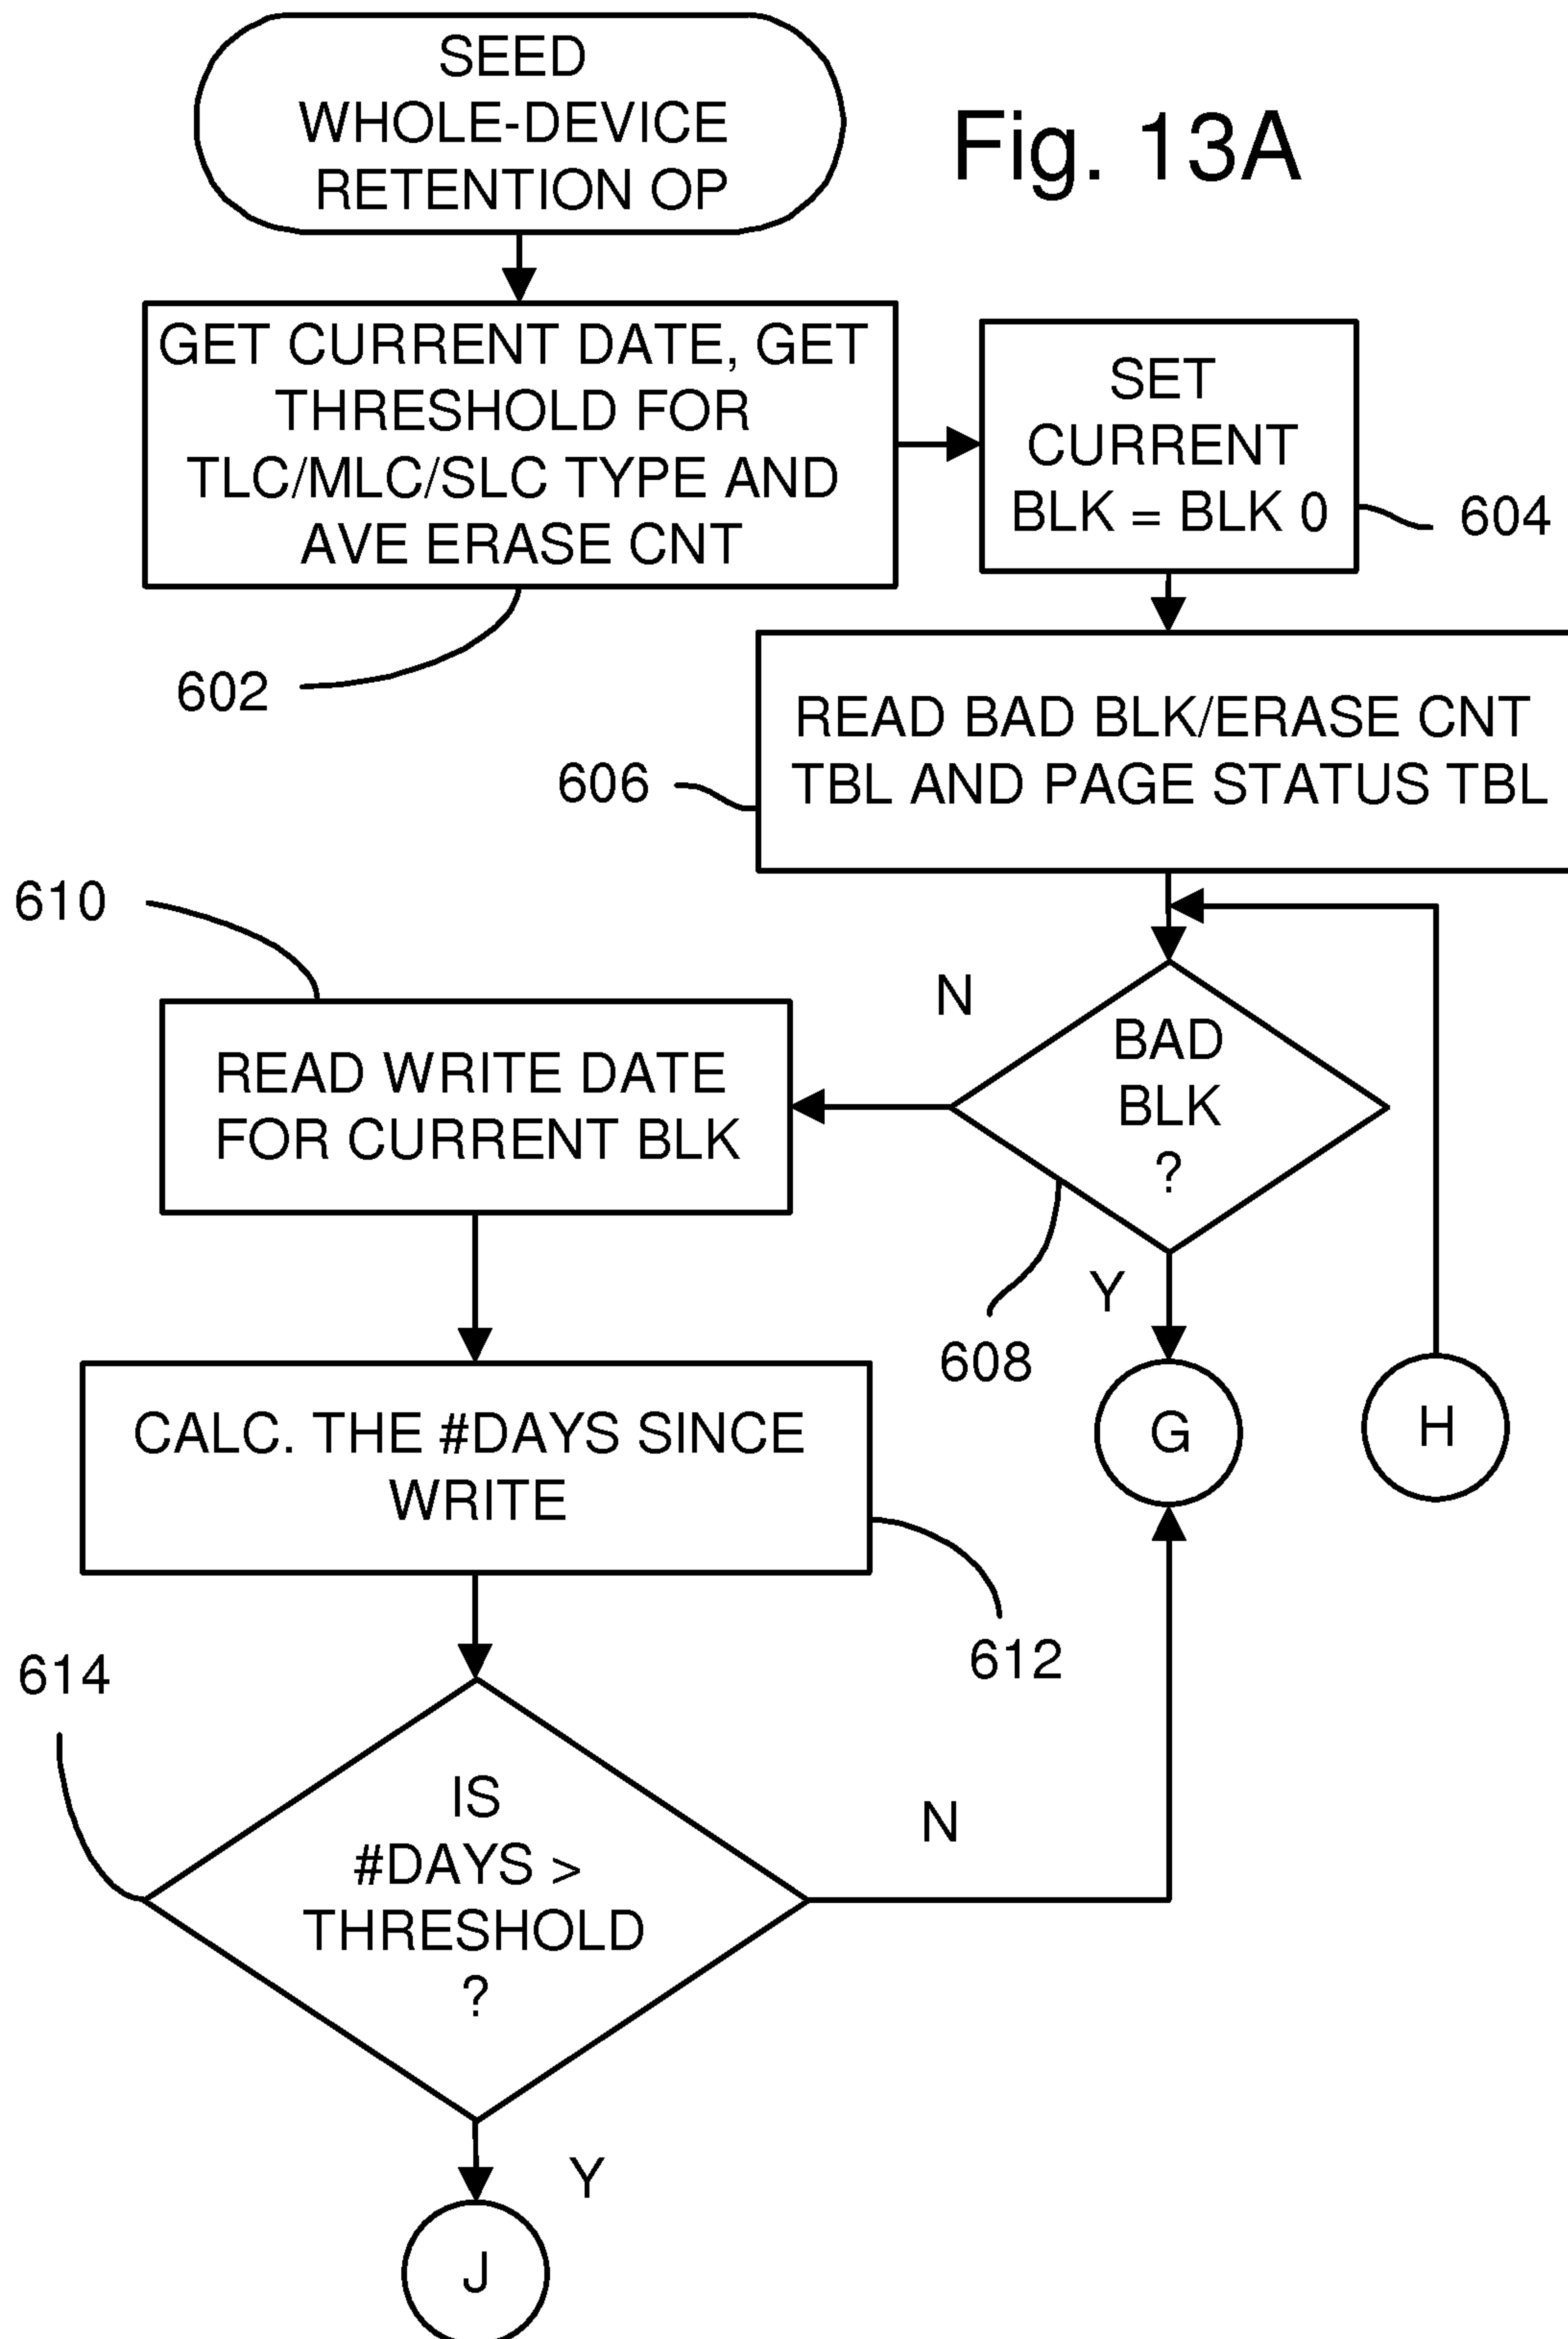 SEED
WHOLE-DEVICE
RETENTION OP
Fig. 13A
GET CURRENT DATE, GET
THRESHOLD FOR
TLC/MLC/SLC TYPE AND
AVE ERASE CNT
602
SET
CURRENT
BLK = BLK 0
604
READ BAD BLK/ERASE CNT
TBL AND PAGE STATUS TBL
606
BAD
BLK
?
N
Y
608
610
READ WRITE DATE
FOR CURRENT BLK
G
H
CALC. THE #DAYS SINCE
WRITE
612
614
IS
#DAYS >
THRESHOLD
?
N
Y
J